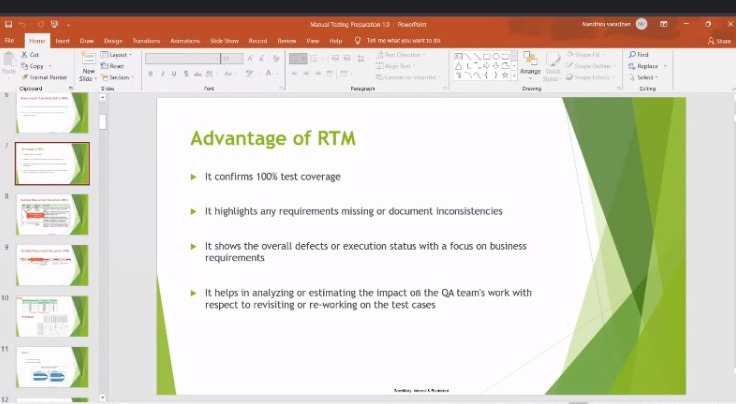 Manual Testing Preparation 1.0 - PowerPoint
Nandhini varadhan
File Home Insert Draw Design Transitions Animations Slide Show Record Review View Help Tell me what you want to do Share
Cut
Copy
Format Painter
Paste
Clipboard
New
Slide
Layout
Reset
Section
Slides
Font
Paragraph
Text Direction
Align Text
Convert to SmartArt
Arrange
Quick
Styles
Shape Fill
Shape Outline
Shape Effects
Drawing
Find
Replace
Select
Editing
6
7
8
9
10
11
12
Advantage of RTM
It confirms 100% test coverage
It highlights any requirements missing or document inconsistencies
It shows the overall defects or execution status with a focus on business
requirements
It helps in analyzing or estimating the impact on the QA team's work with
respect to revisiting or re-working on the test cases